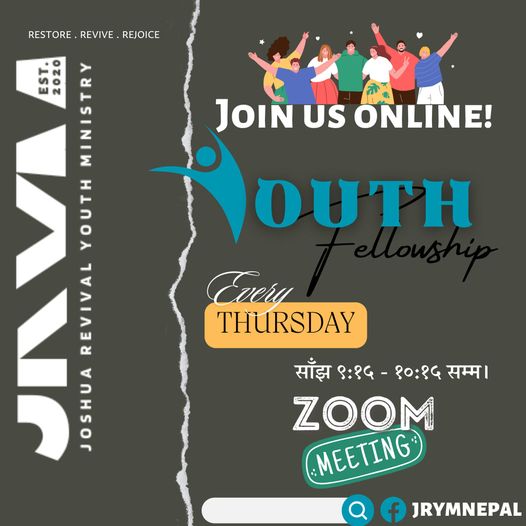 RESTORE . REVIVE . REJOICE
JRYM
EST. 2020
JOSHUA REVIVAL YOUTH MINISTRY
JOIN US ONLINE!
YOUTH
Fellowship
Every
THURSDAY
साँझ ९:१५ - १०:१५ सम्म।
ZOOM
MEETING
JRYMNEPAL